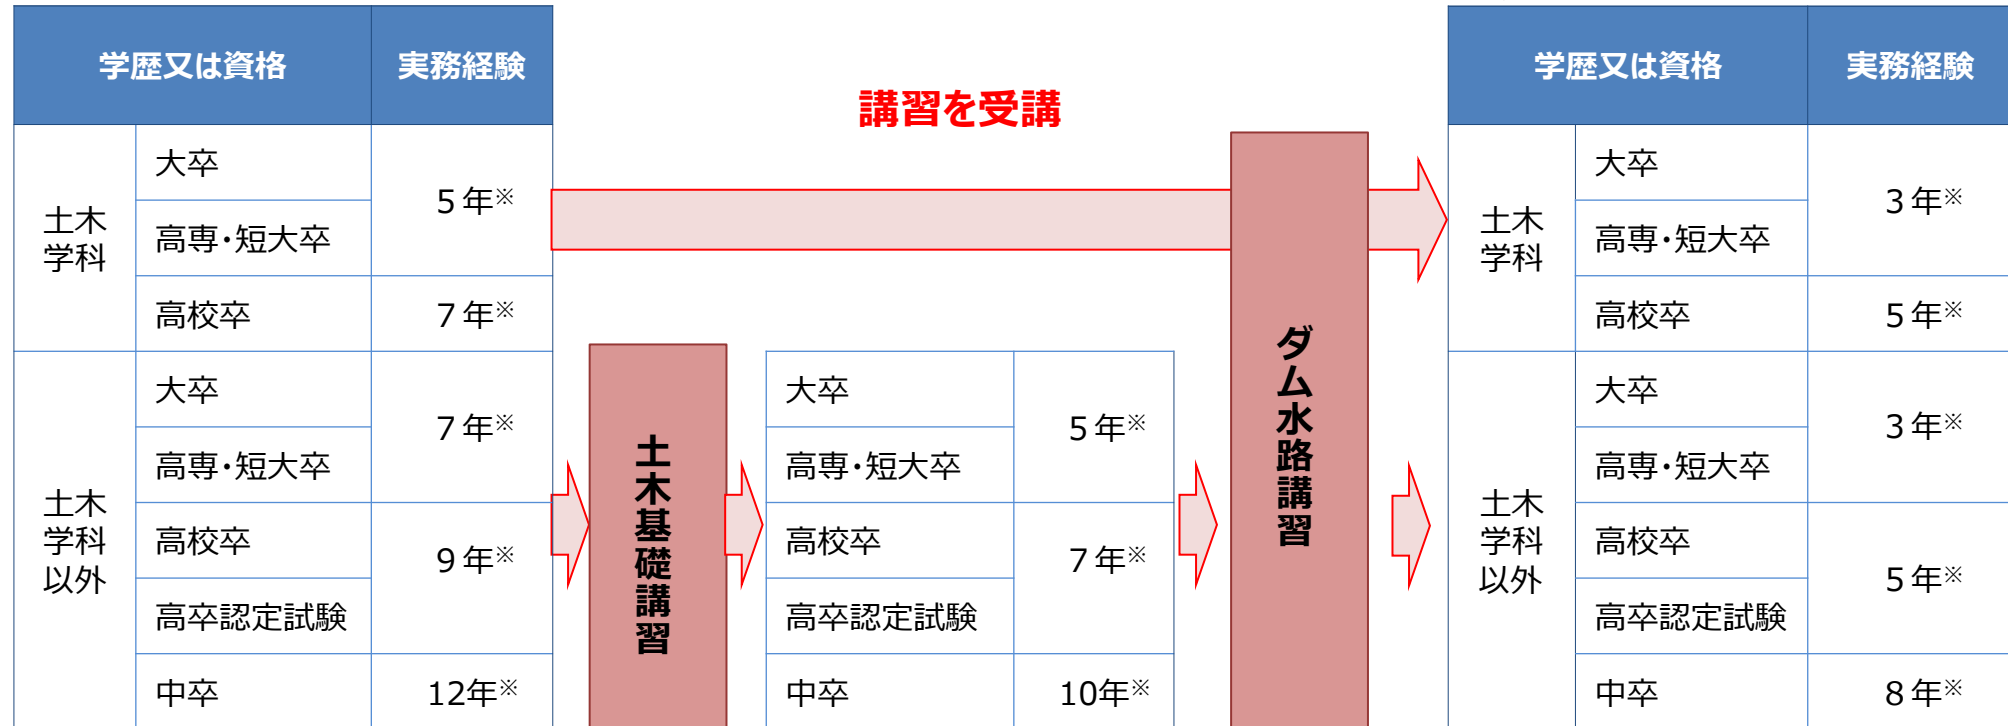 学歴又は資格 実務経験
土木
学科
大卒
高専・短大卒
5年※
高校卒
7年※
土木
学科
以外
大卒
高専・短大卒
7年※
高校卒
高卒認定試験
9年※
中卒
12年※
講習を受講
土木基礎講習
大卒
高専・短大卒
5年※
高校卒
高卒認定試験
7年※
中卒
10年※
ダム水路講習
学歴又は資格 実務経験
土木
学科
大卒
高専・短大卒
3年※
高校卒
5年※
土木
学科
以外
大卒
高専・短大卒
3年※
高校卒
高卒認定試験
5年※
中卒
8年※